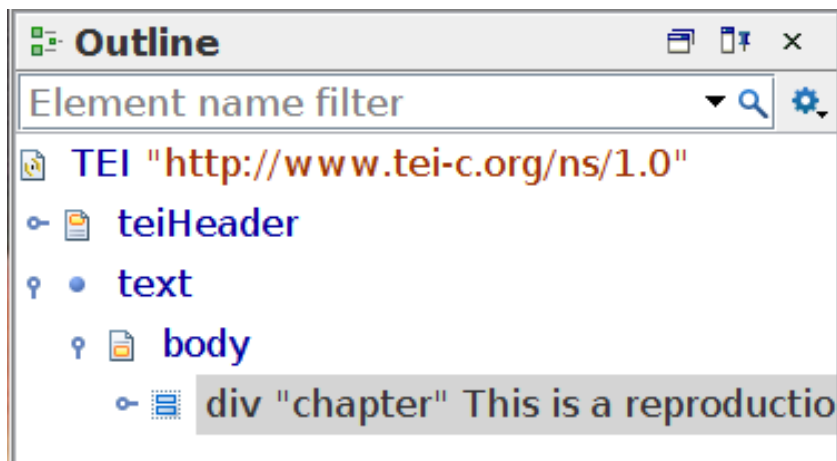 Outline
Element name filter
TEI "http://www.tei-c.org/ns/1.0"
teiHeader
text
body
div "chapter" This is a reproductio